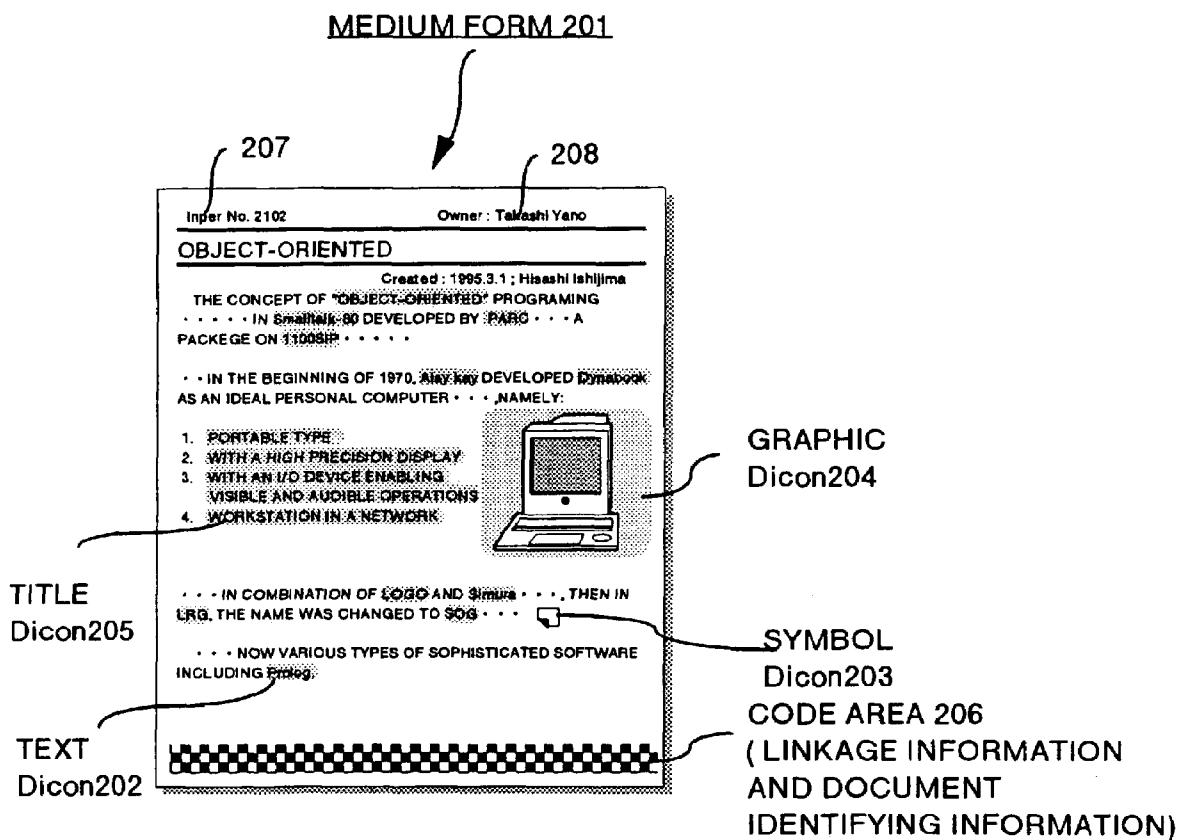 MEDIUM FORM 201
207
208
Inper No. 2102
Owner : Takashi Yano
OBJECT-ORIENTED
Created : 1995.3.1 ; Hisashi Ishijima
THE CONCEPT OF "OBJECT-ORIENTED" PROGRAMING
· · · · · IN Smalltalk-80 DEVELOPED BY PARC · · · A
PACKEGE ON 1100SIP · · · · ·
· · IN THE BEGINNING OF 1970, Alay kay DEVELOPED Dynabook
AS AN IDEAL PERSONAL COMPUTER · · · ,NAMELY:
1. PORTABLE TYPE
2. WITH A HIGH PRECISION DISPLAY
3. WITH AN I/O DEVICE ENABLING
VISIBLE AND AUDIBLE OPERATIONS
4. WORKSTATION IN A NETWORK
GRAPHIC
Dicon204
TITLE
Dicon205
· · · IN COMBINATION OF LOGO AND Simura · · · , THEN IN
LRG, THE NAME WAS CHANGED TO SOG · · ·
SYMBOL
Dicon203
· · · NOW VARIOUS TYPES OF SOPHISTICATED SOFTWARE
INCLUDING Prolog.
TEXT
Dicon202
CODE AREA 206
( LINKAGE INFORMATION
AND DOCUMENT
IDENTIFYING INFORMATION)